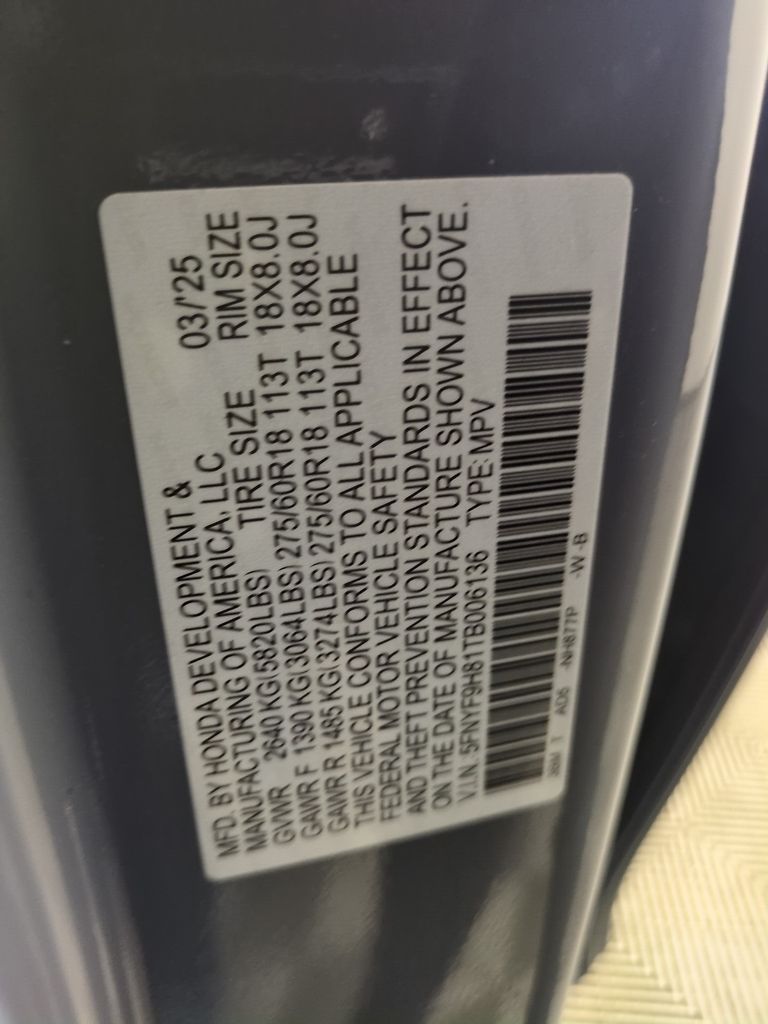 MFD. BY HONDA DEVELOPMENT &
MANUFACTURING OF AMERICA, LLC 03/'25
GVWR 2640 KG(5820LBS) TIRE SIZE RIM SIZE
GAWR F 1390 KG(3064LBS) 275/60R18 113T 18X8.0J
GAWR R 1485 KG(3274LBS) 275/60R18 113T 18X8.0J
THIS VEHICLE CONFORMS TO ALL APPLICABLE
FEDERAL MOTOR VEHICLE SAFETY
AND THEFT PREVENTION STANDARDS IN EFFECT
ON THE DATE OF MANUFACTURE SHOWN ABOVE.
V.I.N. 5FNYF9H81TB006136 TYPE:MPV
T AD5 -NH877P -W -B